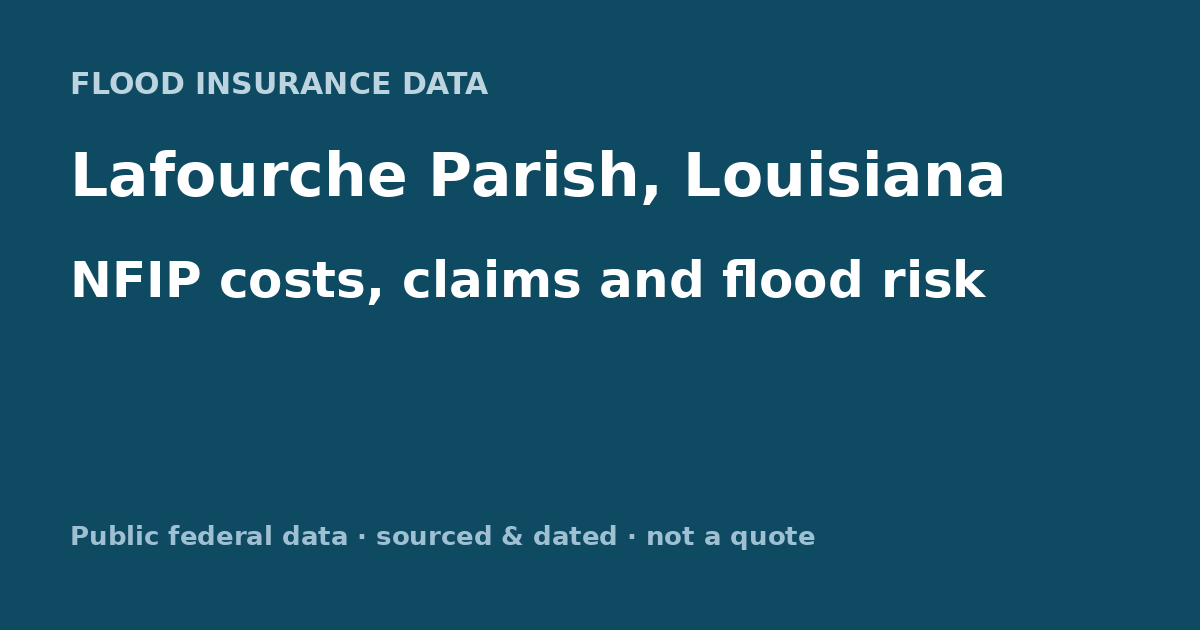 FLOOD INSURANCE DATA
Lafourche Parish, Louisiana
NFIP costs, claims and flood risk
Public federal data · sourced & dated · not a quote